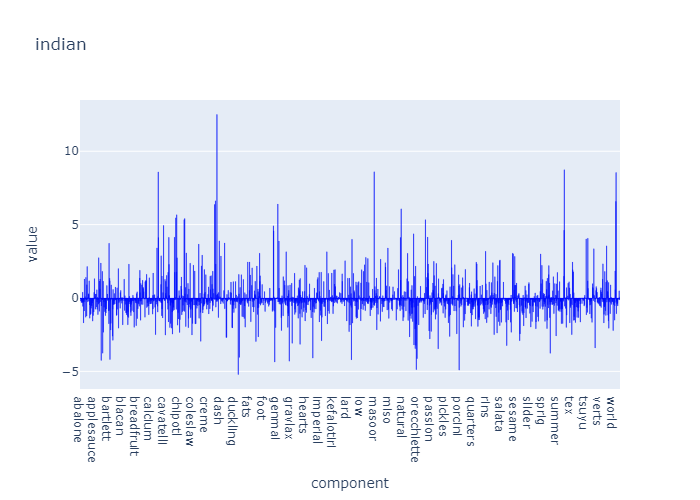 indian
value
10
5
0
−5
abalone
applesauce
bartlett
blacan
breadfruit
calcium
cavatelli
chipotl
coleslaw
creme
dash
duckling
fats
foot
genmai
gravlax
hearts
imperial
kefalotiri
lard
low
masoor
miso
natural
orecchiette
passion
pickles
porcini
quarters
rins
salata
sesame
slider
sprig
summer
tex
tsuyu
verts
world
component